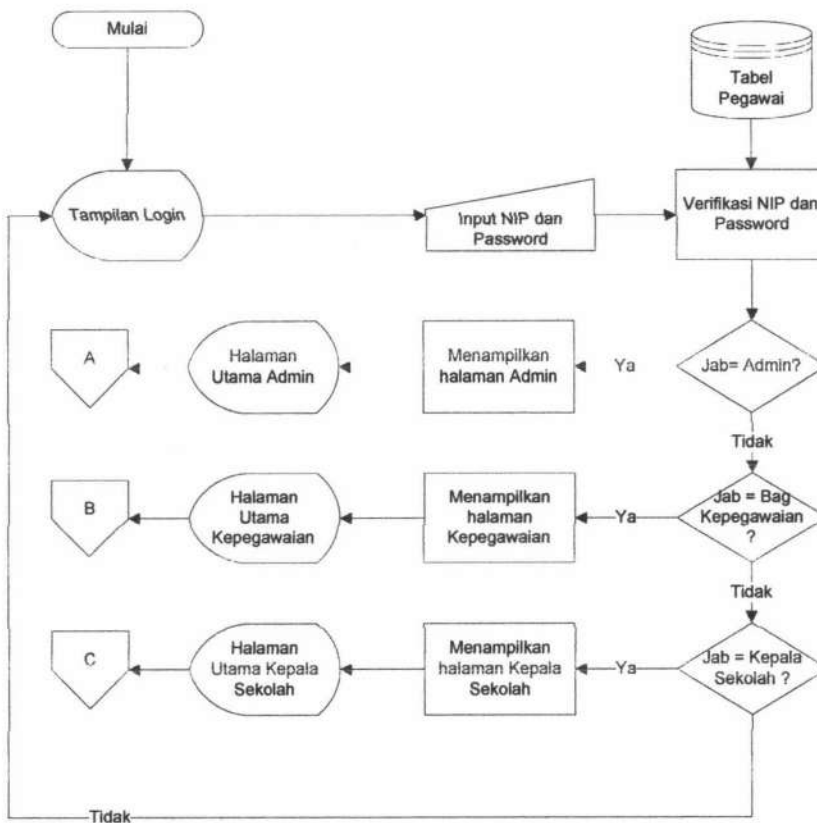 Mulai
Tabel
Pegawai
Tampilan Login
Input NIP dan
Password
Verifikasi NIP dan
Password
A
Halaman
Utama Admin
Menampilkan
halaman Admin
Ya
Jab= Admin?
Tidak
B
Halaman
Utama
Kepegawaian
Menampilkan
halaman
Kepegawaian
Ya
Jab = Bag
Kepegawaian
?
Tidak
C
Halaman
Utama Kepala
Sekolah
Menampilkan
halaman Kepala
Sekolah
Ya
Jab = Kepala
Sekolah ?
Tidak